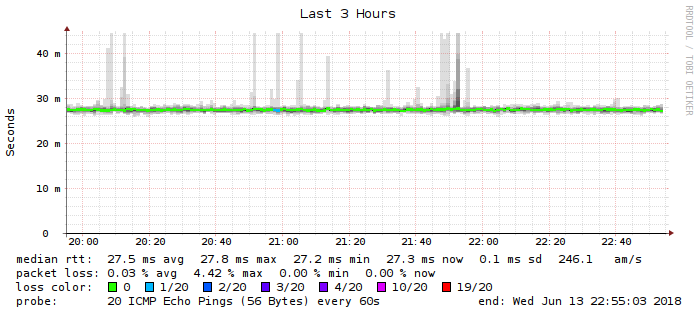 Last 3 Hours
RRDTOOL / TOBI OETIKER
Seconds
40 m
30 m
20 m
10 m
0
20:00 20:20 20:40 21:00 21:20 21:40 22:00 22:20 22:40
median rtt: 27.5 ms avg 27.8 ms max 27.2 ms min 27.3 ms now 0.1 ms sd 246.1 am/s
packet loss: 0.03 % avg 4.42 % max 0.00 % min 0.00 % now
loss color: 0 1/20 2/20 3/20 4/20 10/20 19/20
probe: 20 ICMP Echo Pings (56 Bytes) every 60s end: Wed Jun 13 22:55:03 2018